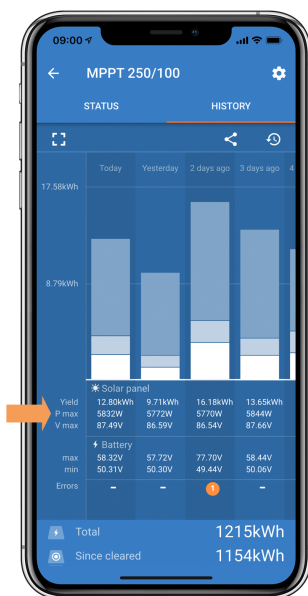 09:00
MPPT 250/100
STATUS HISTORY
Today Yesterday 2 days ago 3 days ago 4
17.58kWh
8.79kWh
Solar panel
Yield 12.80kWh 9.71kWh 16.18kWh 13.65kWh
P max 5832W 5772W 5770W 5844W
V max 87.49V 86.59V 86.54V 87.66V
Battery
max 58.32V 57.72V 77.70V 58.44V
min 50.31V 50.30V 49.44V 50.06V
Errors – – 1 –
Total 1215kWh
Since cleared 1154kWh